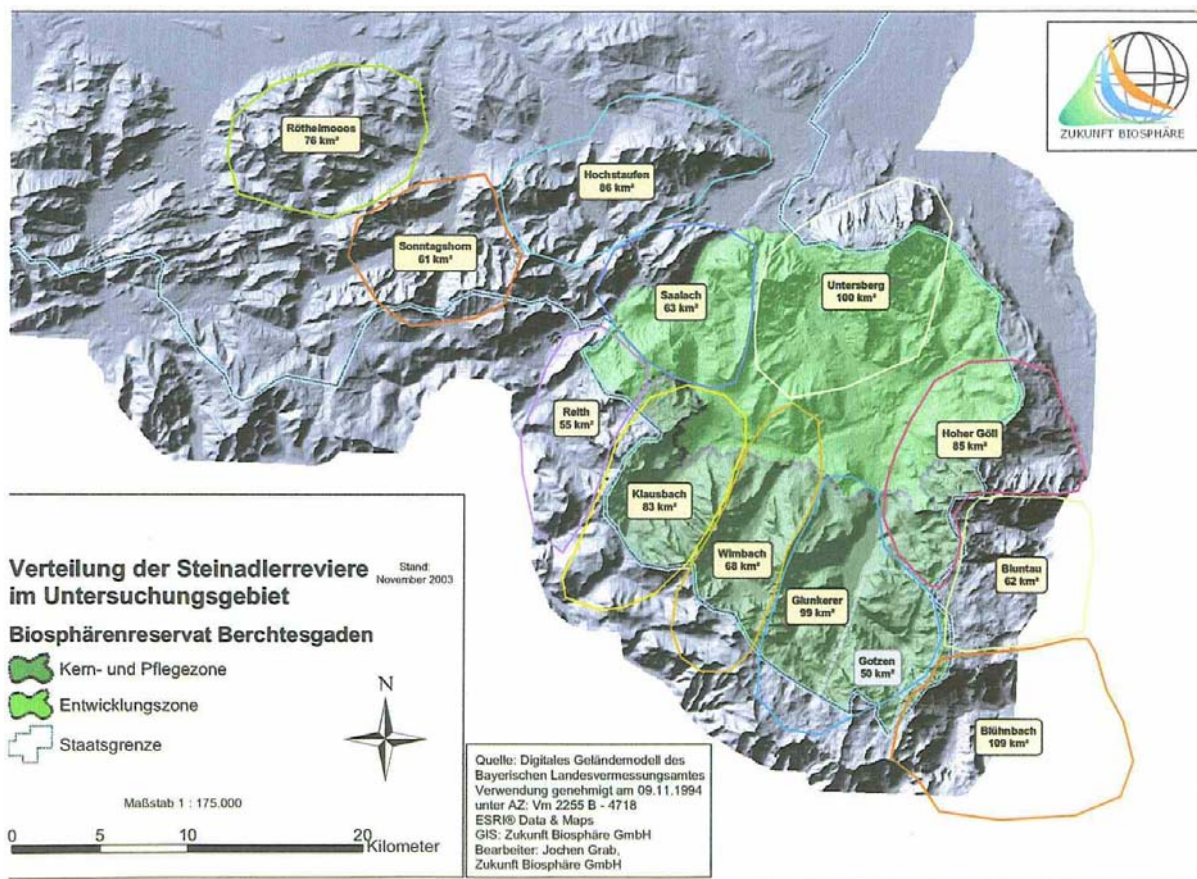 ZUKUNFT BIOSPHÄRE
Röthelmooos
76 km²
Hochstaufen
86 km²
Sonntagshorn
61 km²
Saalach
63 km²
Untersberg
100 km²
Reith
55 km²
Hoher Göll
85 km²
Klausbach
83 km²
Wimbach
68 km²
Bluntau
62 km²
Glunkerer
99 km²
Gotzen
50 km²
Blühnbach
109 km²
Verteilung der Steinadlerreviere
im Untersuchungsgebiet
Stand:
November 2003
Biosphärenreservat Berchtesgaden
Kern- und Pflegezone
Entwicklungszone
Staatsgrenze
N
Maßstab 1 : 175.000
0 5 10 20
Kilometer
Quelle: Digitales Geländemodell des
Bayerischen Landesvermessungsamtes
Verwendung genehmigt am 09.11.1994
unter AZ: Vm 2255 B - 4718
ESRI® Data & Maps
GIS: Zukunft Biosphäre GmbH
Bearbeiter: Jochen Grab,
Zukunft Biosphäre GmbH